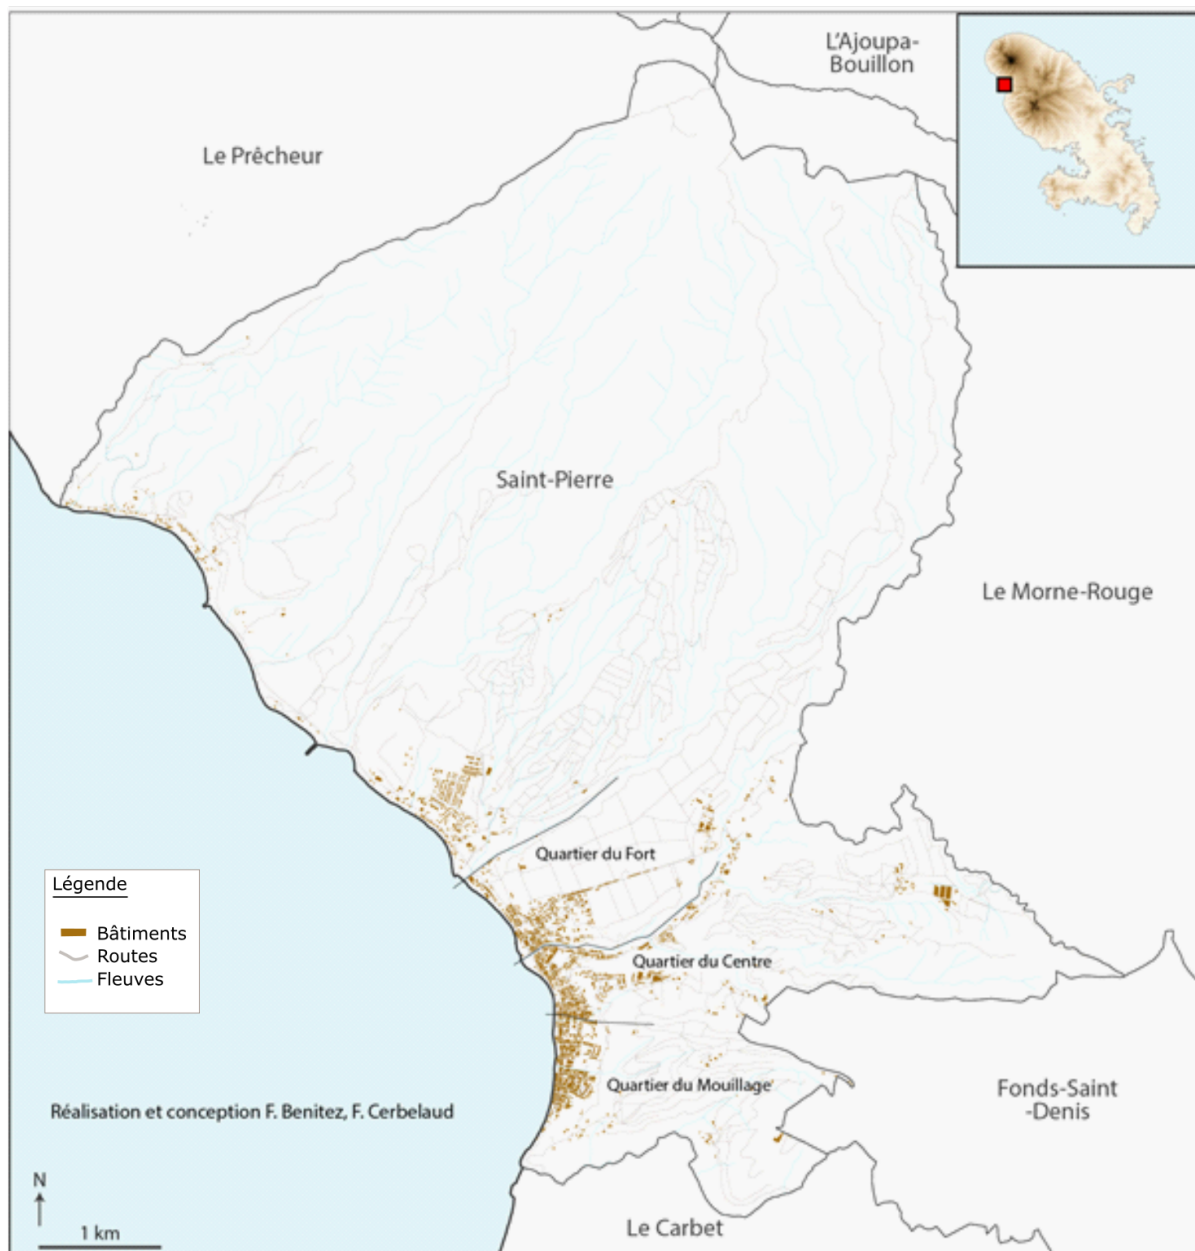 L'Ajoupa-
Bouillon
Le Prêcheur
Saint-Pierre
Le Morne-Rouge
Quartier du Fort
Légende
Bâtiments
Routes
Fleuves
Quartier du Centre
Quartier du Mouillage
Fonds-Saint
-Denis
Réalisation et conception F. Benitez, F. Cerbelaud
N
1 km
Le Carbet